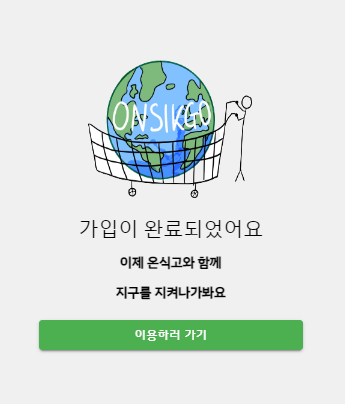 ONSIKGO
가입이 완료되었어요
이제 온식고와 함께
지구를 지켜나가봐요
이용하러 가기